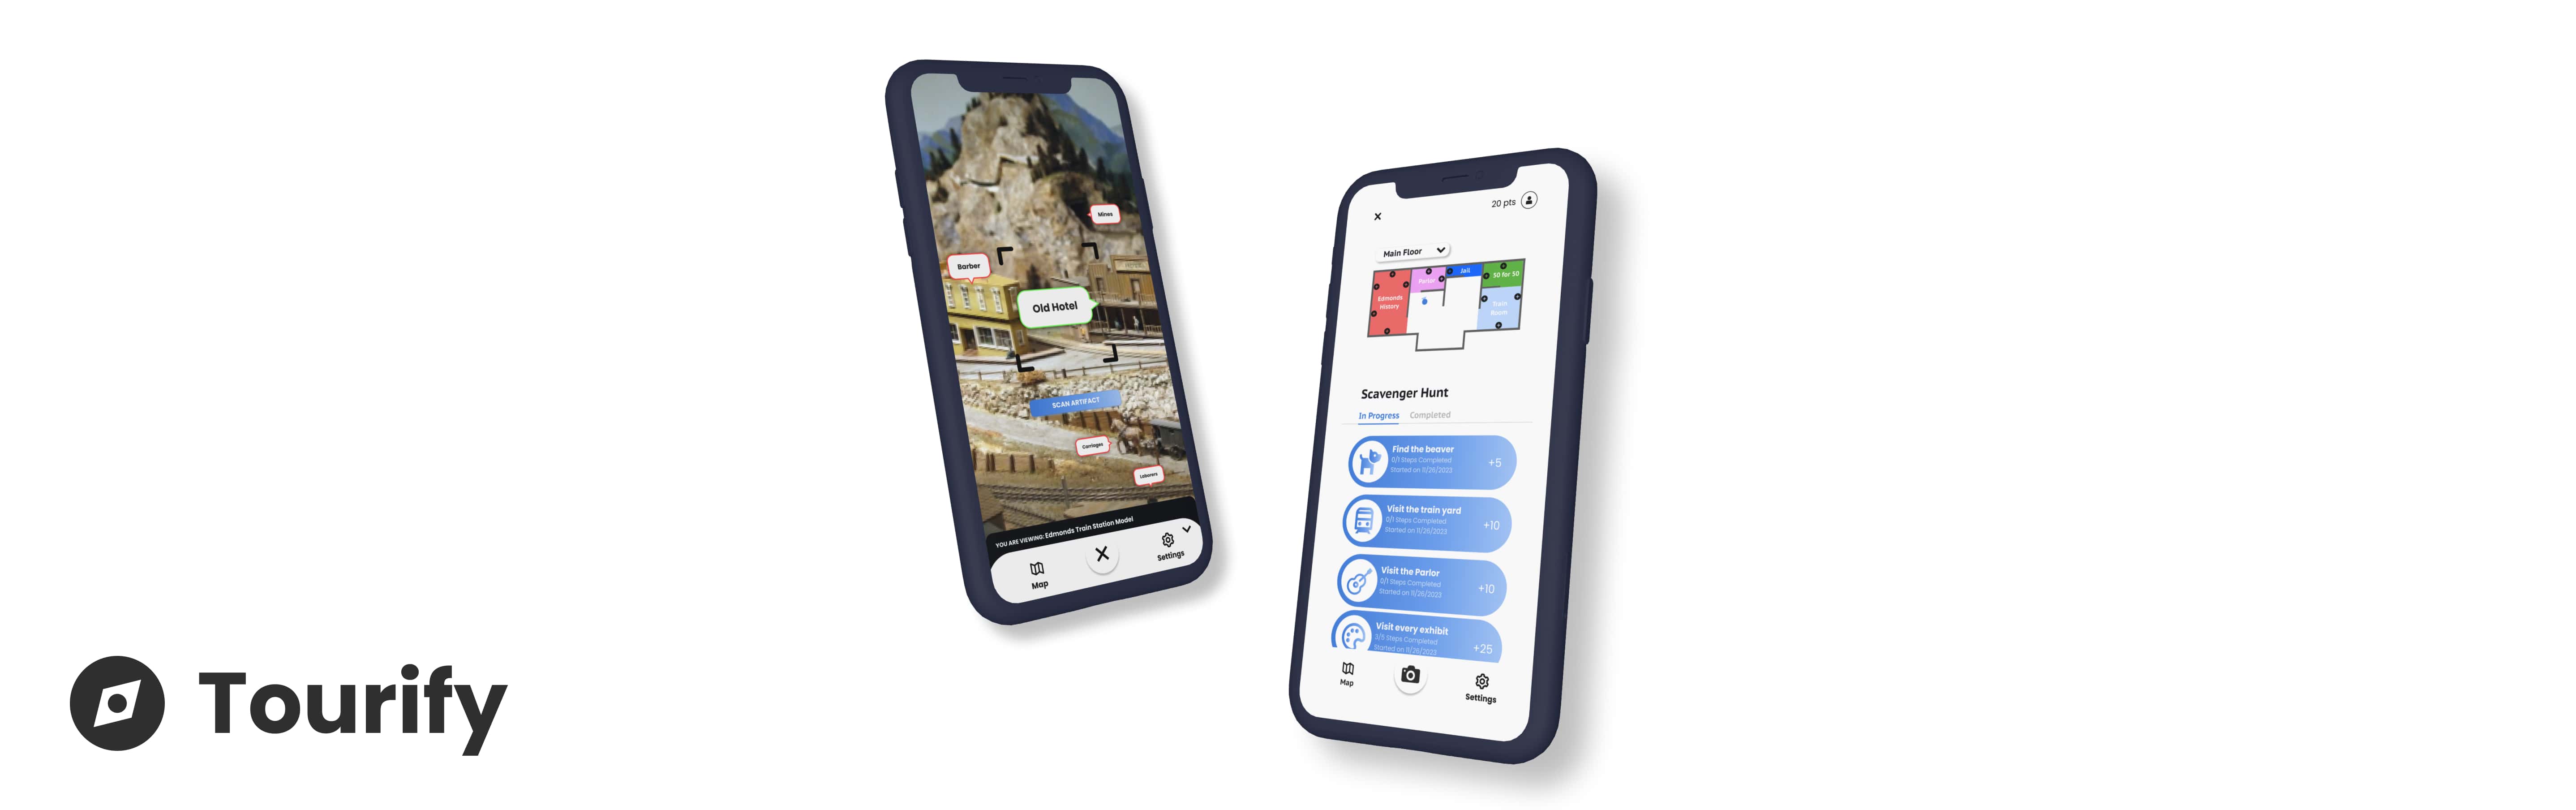 Mines
Barber
Old Hotel
SCAN ARTIFACT
Carriages
Laborers
YOU ARE VIEWING: Edmonds Train Station Model
Map
Settings
20 pts
Main Floor
Edmonds
History
Parlor
Jail
50 for 50
Train
Room
Scavenger Hunt
In Progress Completed
Find the beaver
0/1 Steps Completed
Started on 11/26/2023
+5
Visit the train yard
0/1 Steps Completed
Started on 11/26/2023
+10
Visit the Parlor
0/1 Steps Completed
Started on 11/26/2023
+10
Visit every exhibit
3/5 Steps Completed
Started on 11/26/2023
+25
Map
Settings
Tourify